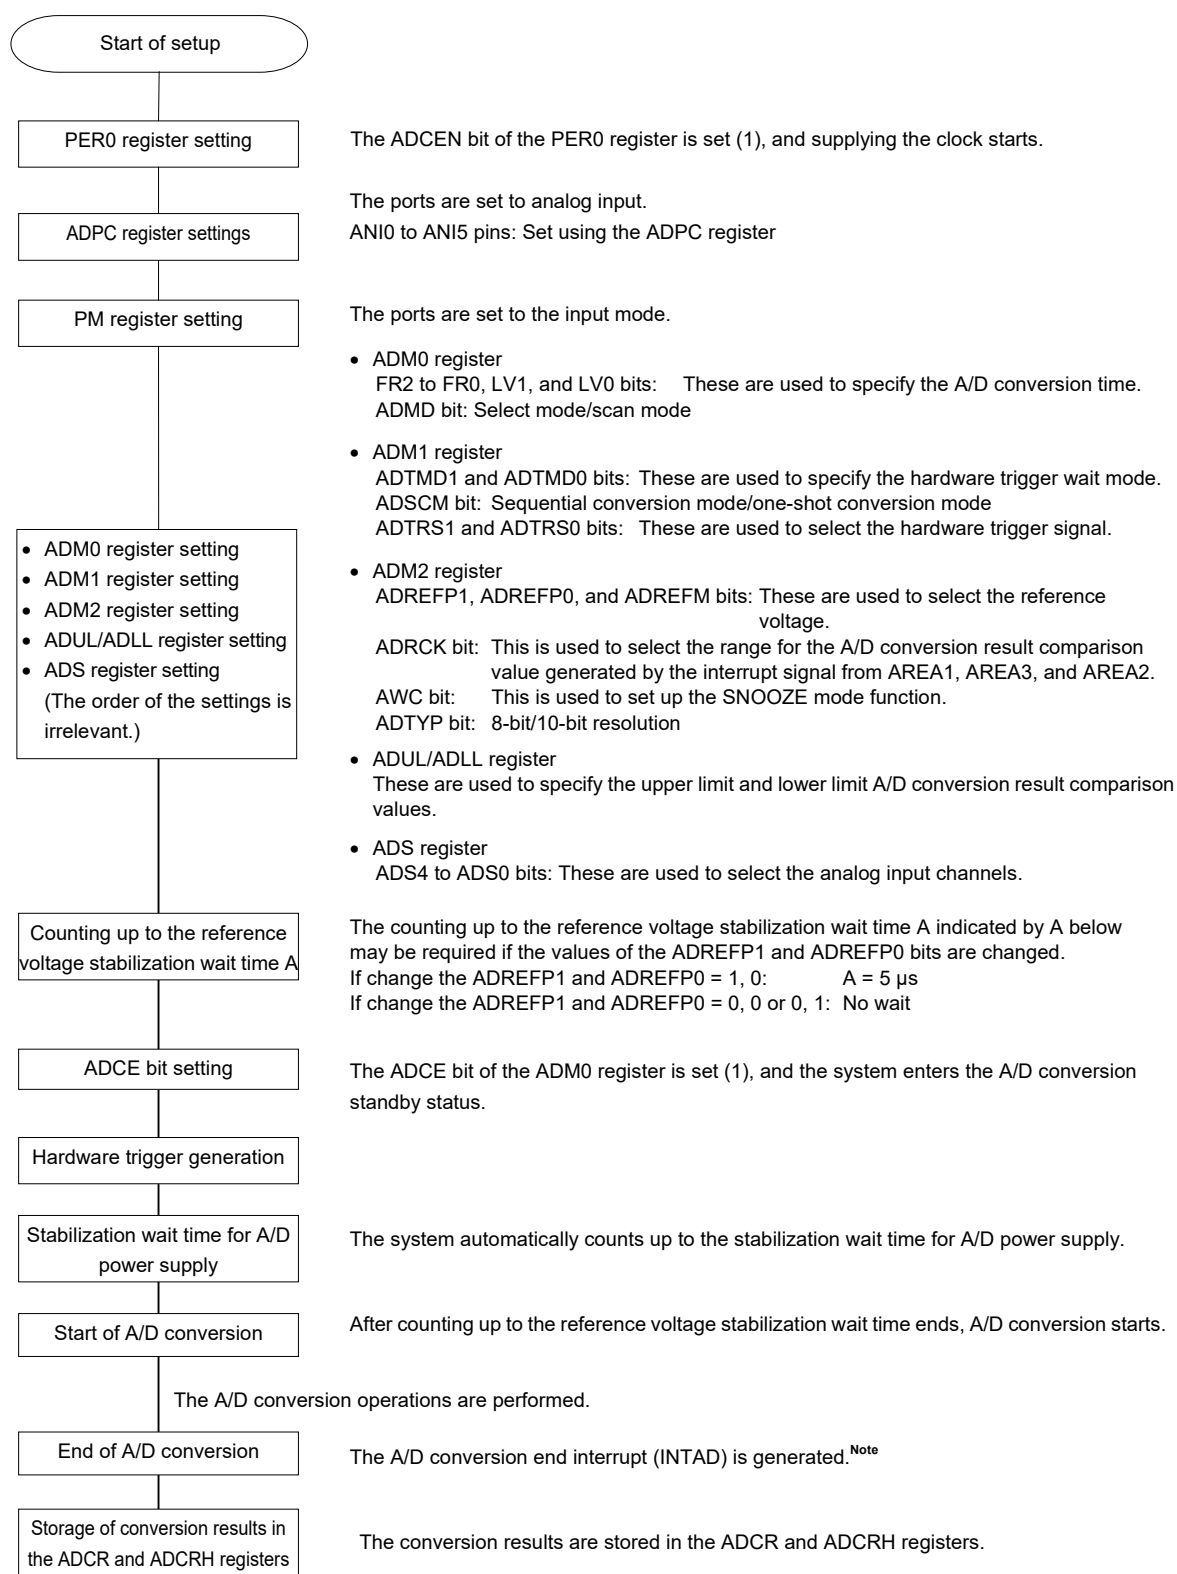 Start of setup
PER0 register setting
The ADCEN bit of the PER0 register is set (1), and supplying the clock starts.
ADPC register settings
The ports are set to analog input.
ANI0 to ANI5 pins: Set using the ADPC register
PM register setting
The ports are set to the input mode.
• ADM0 register setting
• ADM1 register setting
• ADM2 register setting
• ADUL/ADLL register setting
• ADS register setting
(The order of the settings is
irrelevant.)
• ADM0 register
FR2 to FR0, LV1, and LV0 bits: These are used to specify the A/D conversion time.
ADMD bit: Select mode/scan mode
• ADM1 register
ADTMD1 and ADTMD0 bits: These are used to specify the hardware trigger wait mode.
ADSCM bit: Sequential conversion mode/one-shot conversion mode
ADTRS1 and ADTRS0 bits: These are used to select the hardware trigger signal.
• ADM2 register
ADREFP1, ADREFP0, and ADREFM bits: These are used to select the reference
voltage.
ADRCK bit: This is used to select the range for the A/D conversion result comparison
value generated by the interrupt signal from AREA1, AREA3, and AREA2.
AWC bit: This is used to set up the SNOOZE mode function.
ADTYP bit: 8-bit/10-bit resolution
• ADUL/ADLL register
These are used to specify the upper limit and lower limit A/D conversion result comparison
values.
• ADS register
ADS4 to ADS0 bits: These are used to select the analog input channels.
Counting up to the reference
voltage stabilization wait time A
The counting up to the reference voltage stabilization wait time A indicated by A below
may be required if the values of the ADREFP1 and ADREFP0 bits are changed.
If change the ADREFP1 and ADREFP0 = 1, 0: A = 5 µs
If change the ADREFP1 and ADREFP0 = 0, 0 or 0, 1: No wait
ADCE bit setting
The ADCE bit of the ADM0 register is set (1), and the system enters the A/D conversion
standby status.
Hardware trigger generation
Stabilization wait time for A/D
power supply
The system automatically counts up to the stabilization wait time for A/D power supply.
Start of A/D conversion
After counting up to the reference voltage stabilization wait time ends, A/D conversion starts.
The A/D conversion operations are performed.
End of A/D conversion
The A/D conversion end interrupt (INTAD) is generated.Note
Storage of conversion results in
the ADCR and ADCRH registers
The conversion results are stored in the ADCR and ADCRH registers.